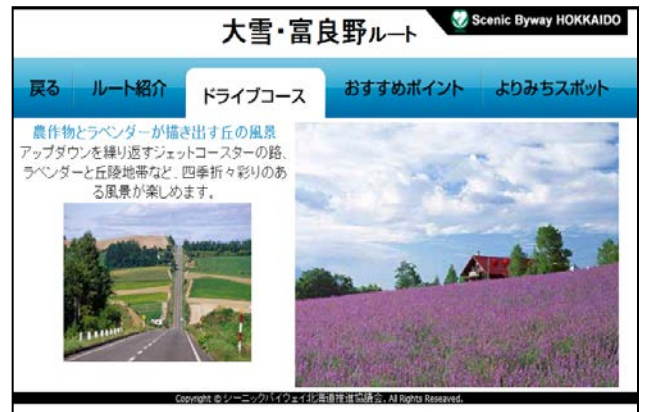 大雪・富良野ルート
Scenic Byway HOKKAIDO
戻る
ルート紹介
ドライブコース
おすすめポイント
よりみちスポット
農作物とラベンダーが描き出す丘の風景
アップダウンを繰り返すジェットコースターの路、
ラベンダーと丘陵地帯など、四季折々彩りのあ
る風景が楽しめます。
Copyright © シーニックバイウェイ北海道推進協議会. All Rights Reseaved.